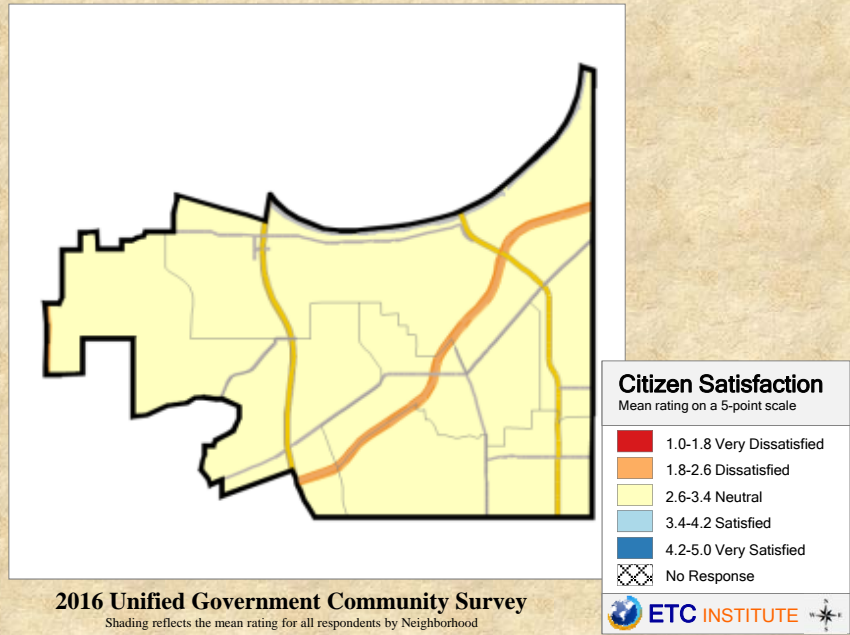 Citizen Satisfaction
Mean rating on a 5-point scale
1.0-1.8 Very Dissatisfied
1.8-2.6 Dissatisfied
2.6-3.4 Neutral
3.4-4.2 Satisfied
4.2-5.0 Very Satisfied
No Response
2016 Unified Government Community Survey
Shading reflects the mean rating for all respondents by Neighborhood
ETC INSTITUTE